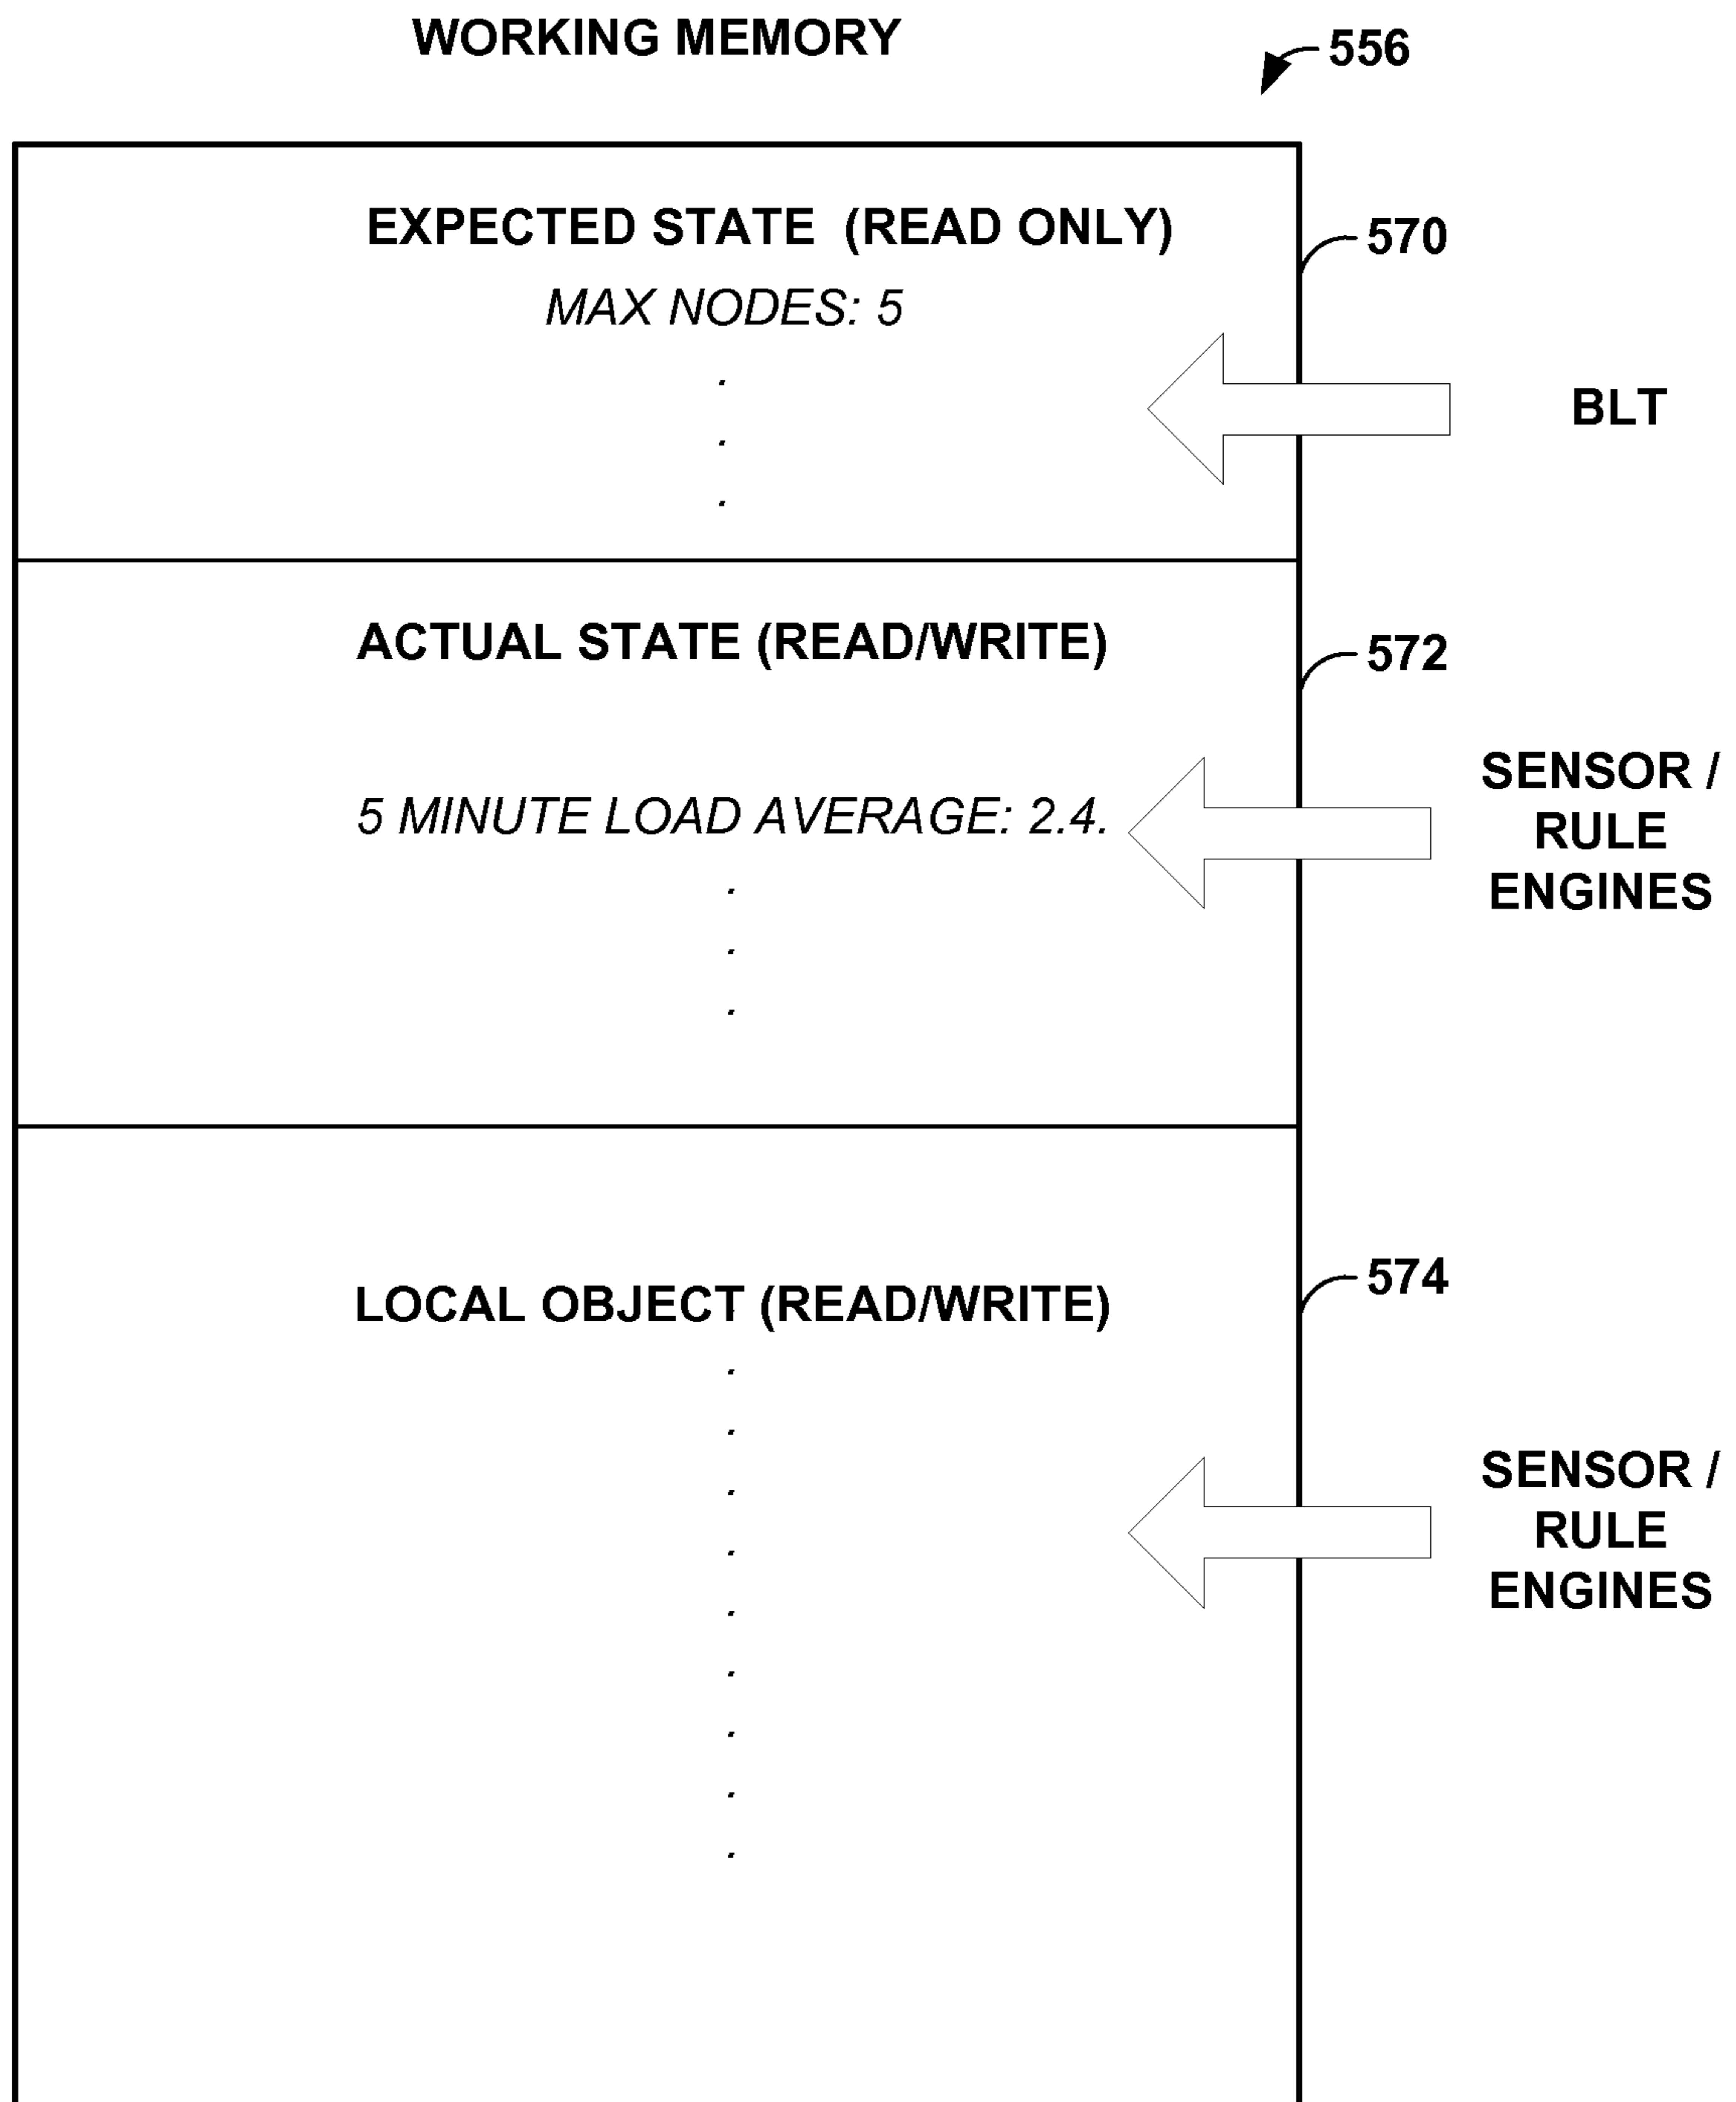 WORKING MEMORY
556
EXPECTED STATE (READ ONLY)
570
MAX NODES: 5
.
BLT
.
.
ACTUAL STATE (READ/WRITE)
572
5 MINUTE LOAD AVERAGE: 2.4.
SENSOR /
RULE
ENGINES
.
.
.
LOCAL OBJECT (READ/WRITE)
574
.
.
.
.
.
.
.
.
.
SENSOR /
RULE
ENGINES